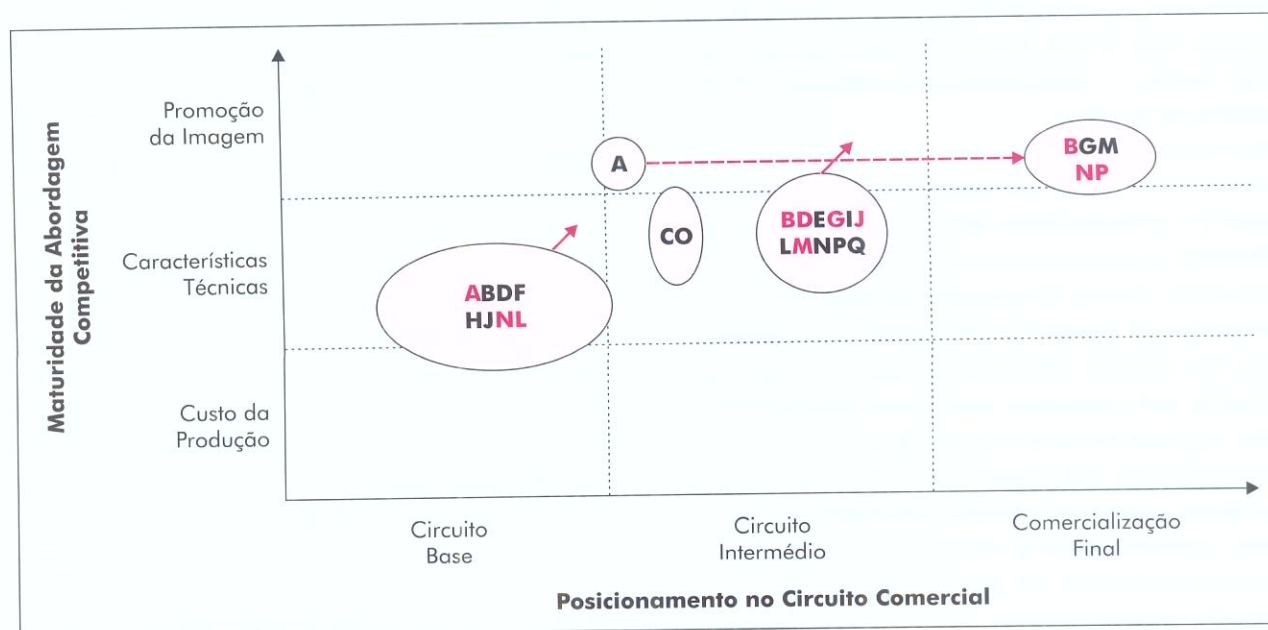 Maturidade da Abordagem
Competitiva
Promoção
da Imagem
Características
Técnicas
Custo da
Produção
A
BGM
NP
CO
BDEGIJ
LMNPQ
ABDF
HJNL
Circuito
Base
Circuito
Intermédio
Comercialização
Final
Posicionamento no Circuito Comercial